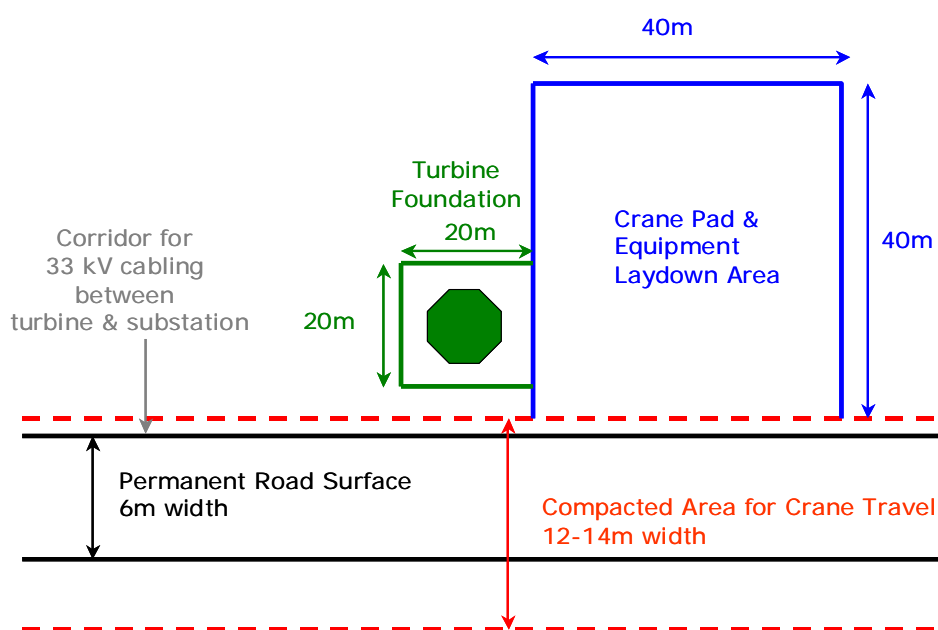 40m
Turbine
Foundation
20m
Crane Pad &
Equipment
Laydown Area
40m
Corridor for
33 kV cabling
between
turbine & substation
20m
Permanent Road Surface
6m width
Compacted Area for Crane Travel
12-14m width